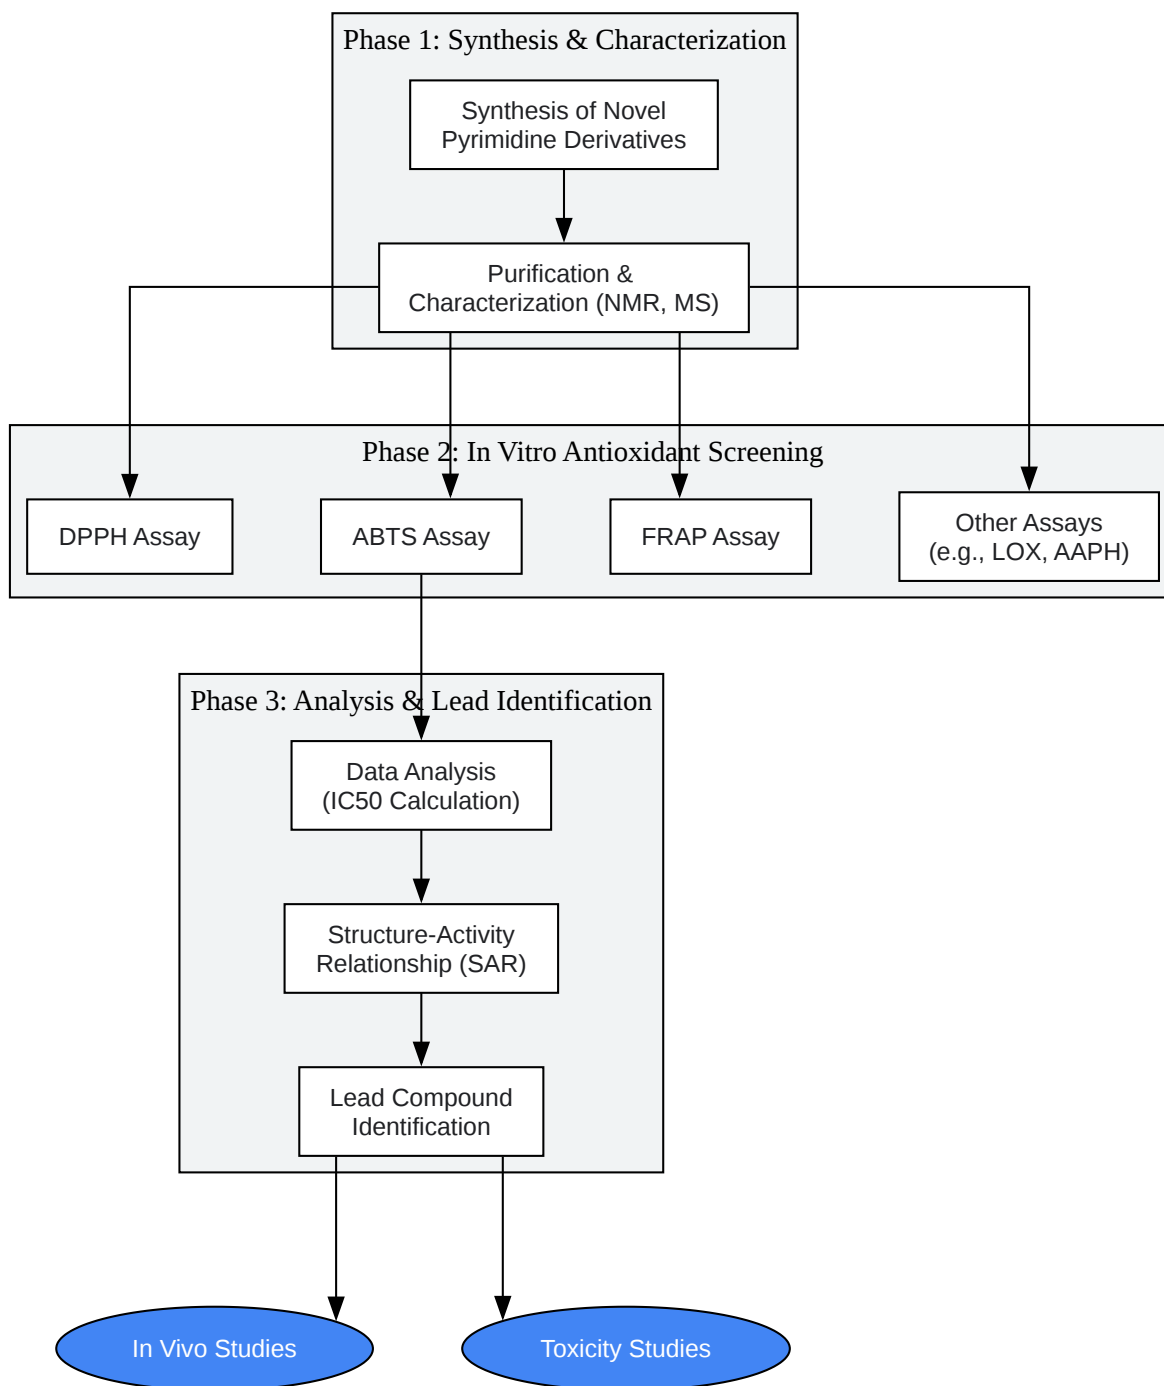 Phase 1: Synthesis & Characterization
Synthesis of Novel
Pyrimidine Derivatives
Purification &
Characterization (NMR, MS)
Phase 2: In Vitro Antioxidant Screening
DPPH Assay
ABTS Assay
FRAP Assay
Other Assays
(e.g., LOX, AAPH)
Phase 3: Analysis & Lead Identification
Data Analysis
(IC50 Calculation)
Structure-Activity
Relationship (SAR)
Lead Compound
Identification
In Vivo Studies
Toxicity Studies